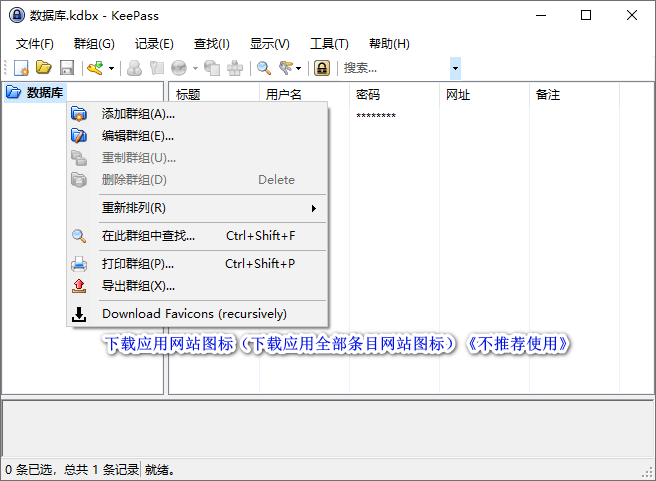 数据库.kdbx - KeePass
文件(F) 群组(G) 记录(E) 查找(I) 显示(V) 工具(T) 帮助(H)
搜索...
数据库
标题 用户名 密码 网址 备注
********
添加群组(A)...
编辑群组(E)...
重制群组(U)...
删除群组(D) Delete
重新排列(R)
在此群组中查找... Ctrl+Shift+F
打印群组(P)... Ctrl+Shift+P
导出群组(X)...
Download Favicons (recursively)
下载应用网站图标（下载应用全部条目网站图标）《不推荐使用》
0 条已选，总共 1 条记录 就绪。